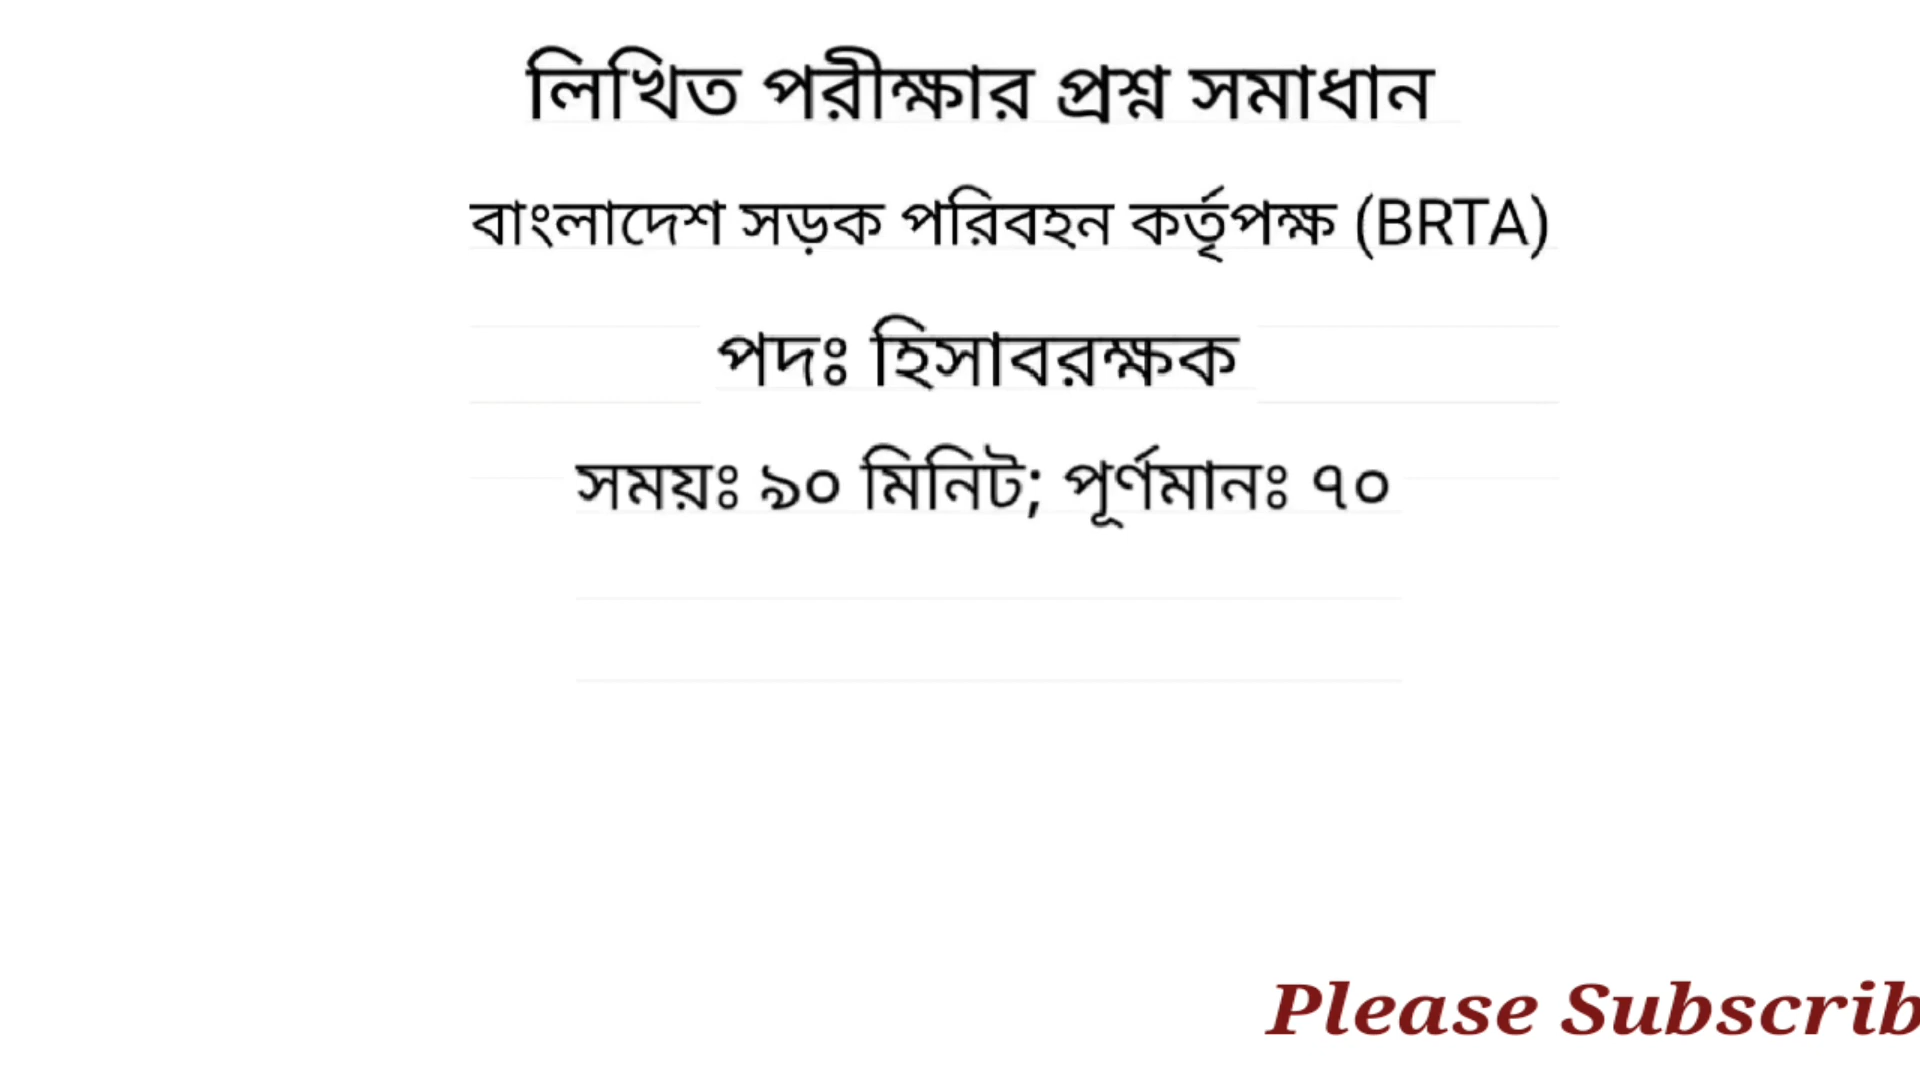 লিখিত পরীক্ষার প্রশ্ন সমাধান
বাংলাদেশ সড়ক পরিবহন কর্তৃপক্ষ (BRTA)
পদঃ হিসাবরক্ষক
সময়ঃ ৯০ মিনিট; পূর্ণমানঃ ৭০
Please Subscrib